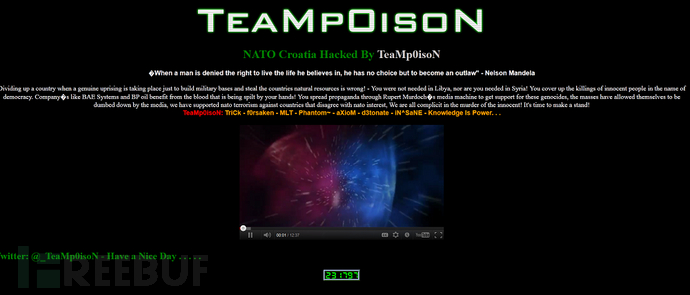 TeaMp0isoN
NATO Croatia Hacked By TeaMp0isoN
�When a man is denied the right to live the life he believes in, he has no choice but to become an outlaw" - Nelson Mandela
Dividing up a country when a genuine uprising is taking place just to build military bases and steal the countries natural resources is wrong! - You were not needed in Libya, nor are you needed in Syria! You cover up the killings of innocent people in the name of
democracy. Company�s like BAE Systems and BP oil benefit from the blood that is being spilt by your hands! You spread propaganda through Rupert Murdoch�s media machine to get support for these genocides, the masses have allowed themselves to be
dumbed down by the media, we have supported nato terrorism against countries that disagree with nato interest, We are all complicit in the murder of the innocent! It's time to make a stand!
TeaMp0isoN: TriCk - f0rsaken - MLT - Phantom~ - aXioM - d3tonate - iN^SaNE - Knowledge Is Power. . .
0:01 / 12:37
Twitter: @_TeaMp0isoN - Have a Nice Day . . . . .
FREEBUF
231797